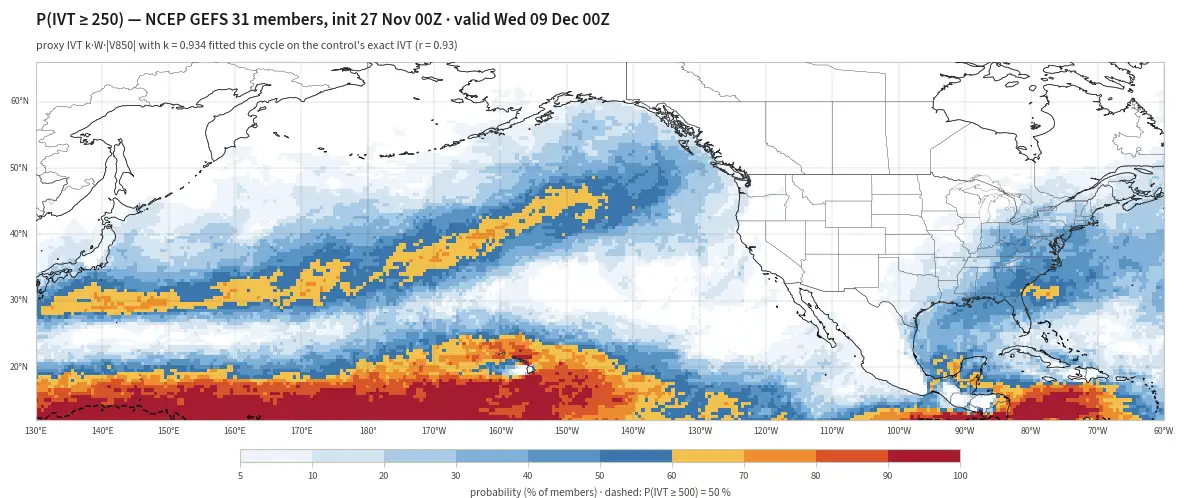 P(IVT ≥ 250) — NCEP GEFS 31 members, init 27 Nov 00Z · valid Wed 09 Dec 00Z
proxy IVT k·W·|V850| with k = 0.934 fitted this cycle on the control's exact IVT (r = 0.93)
60°N
50°N
40°N
30°N
20°N
130°E 140°E 150°E 160°E 170°E 180° 170°W 160°W 150°W 140°W 130°W 120°W 110°W 100°W 90°W 80°W 70°W 60°W
5 10 20 30 40 50 60 70 80 90 100
probability (% of members) · dashed: P(IVT ≥ 500) = 50 %